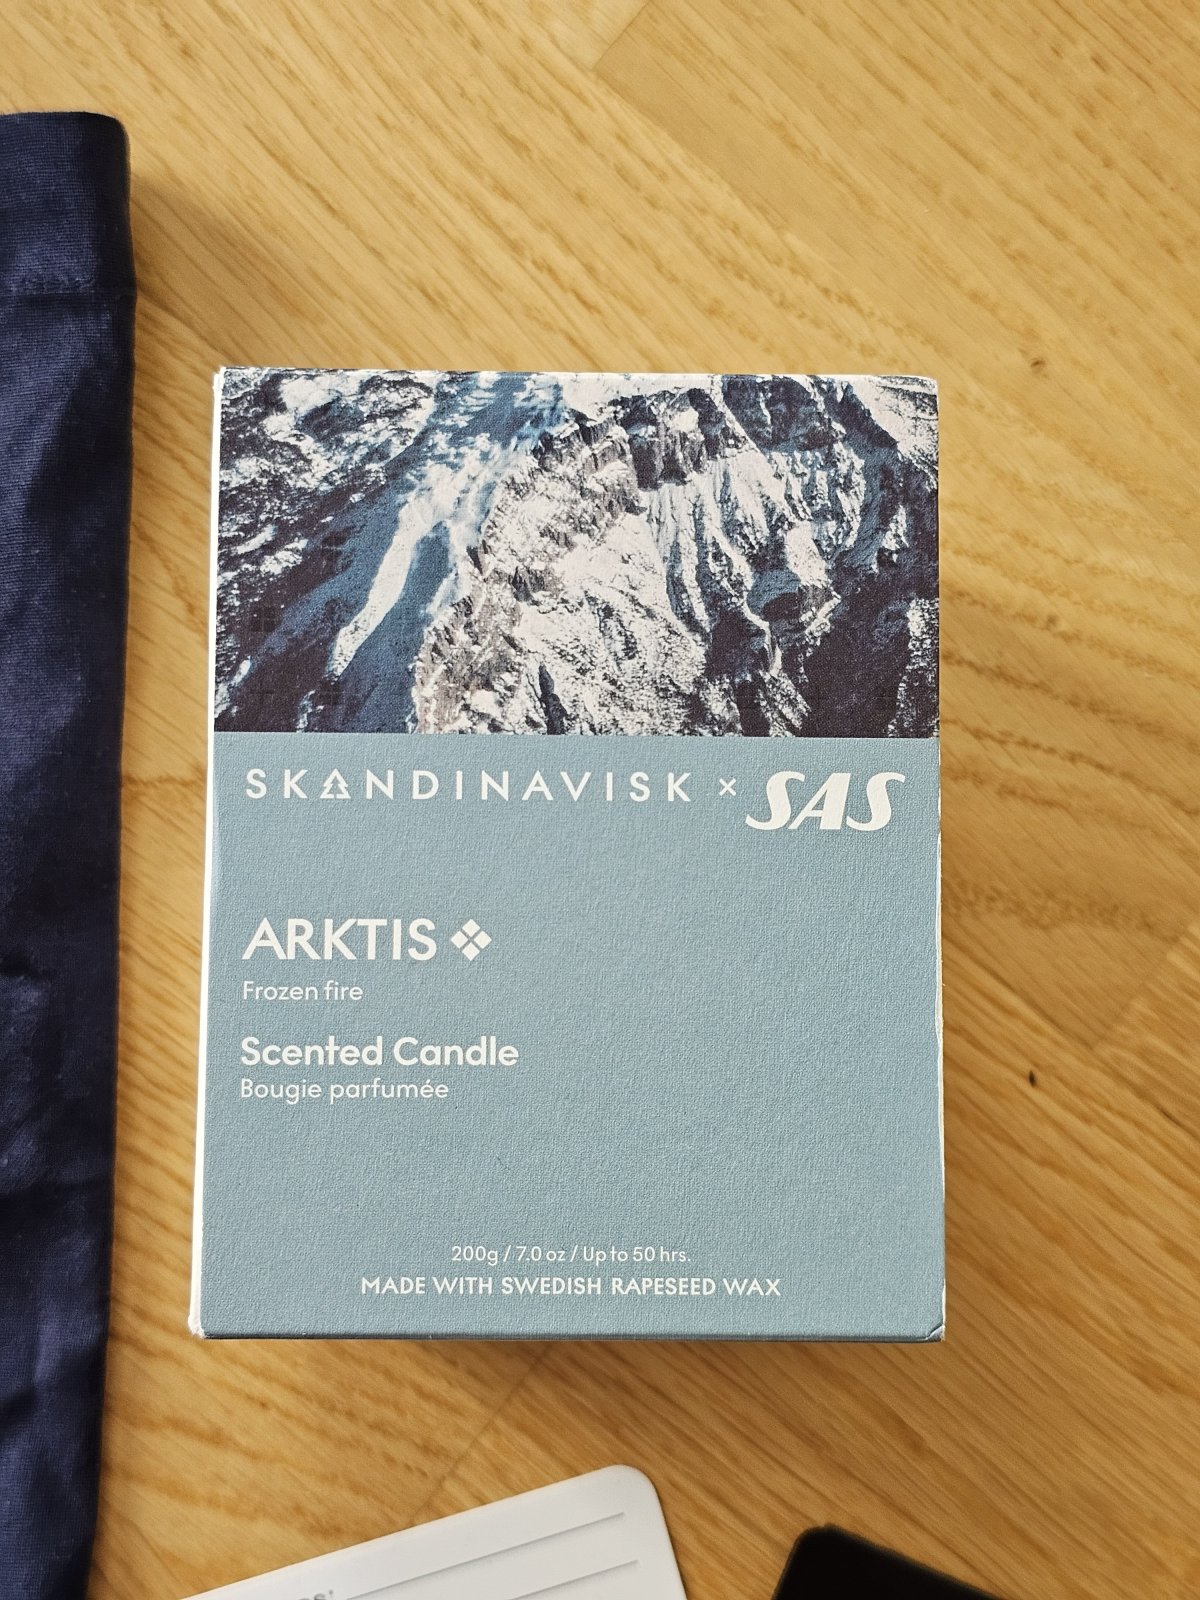 SKANDINAVISK × SAS
ARKTIS
Frozen fire
Scented Candle
Bougie parfumée
200g / 7.0 oz / Up to 50 hrs.
MADE WITH SWEDISH RAPESEED WAX